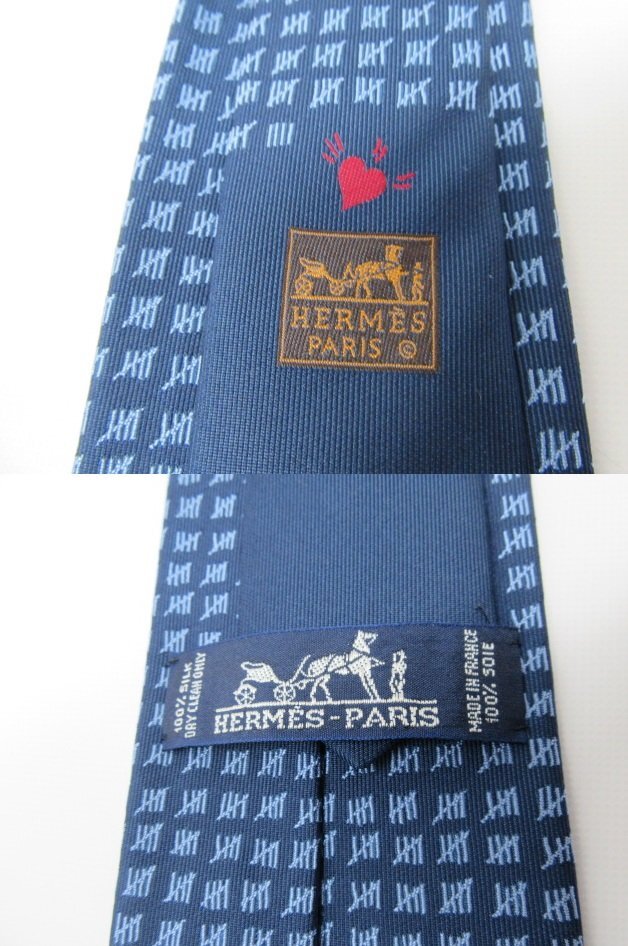 HERMÈS
PARIS ©
100% SILK
DRY CLEAN ONLY
HERMÈS-PARIS
MADE IN FRANCE
100% SOIE